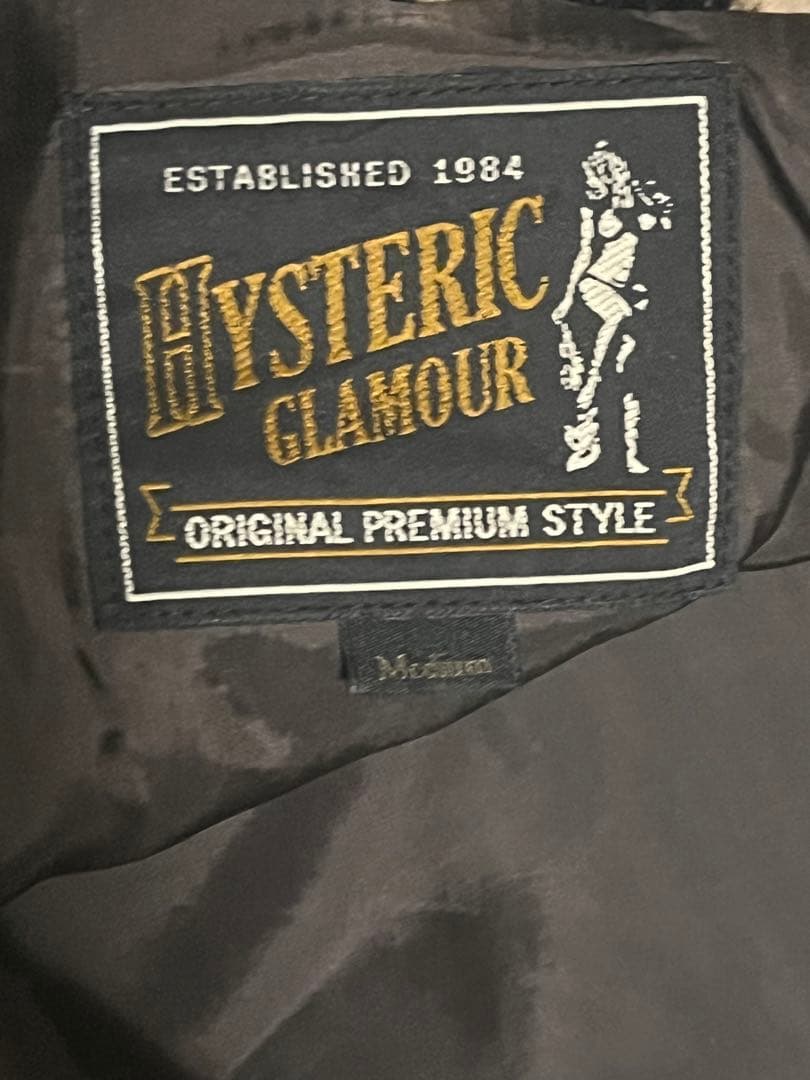 ESTABLISHED 1984
HYSTERIC
GLAMOUR
ORIGINAL PREMIUM STYLE
Medium